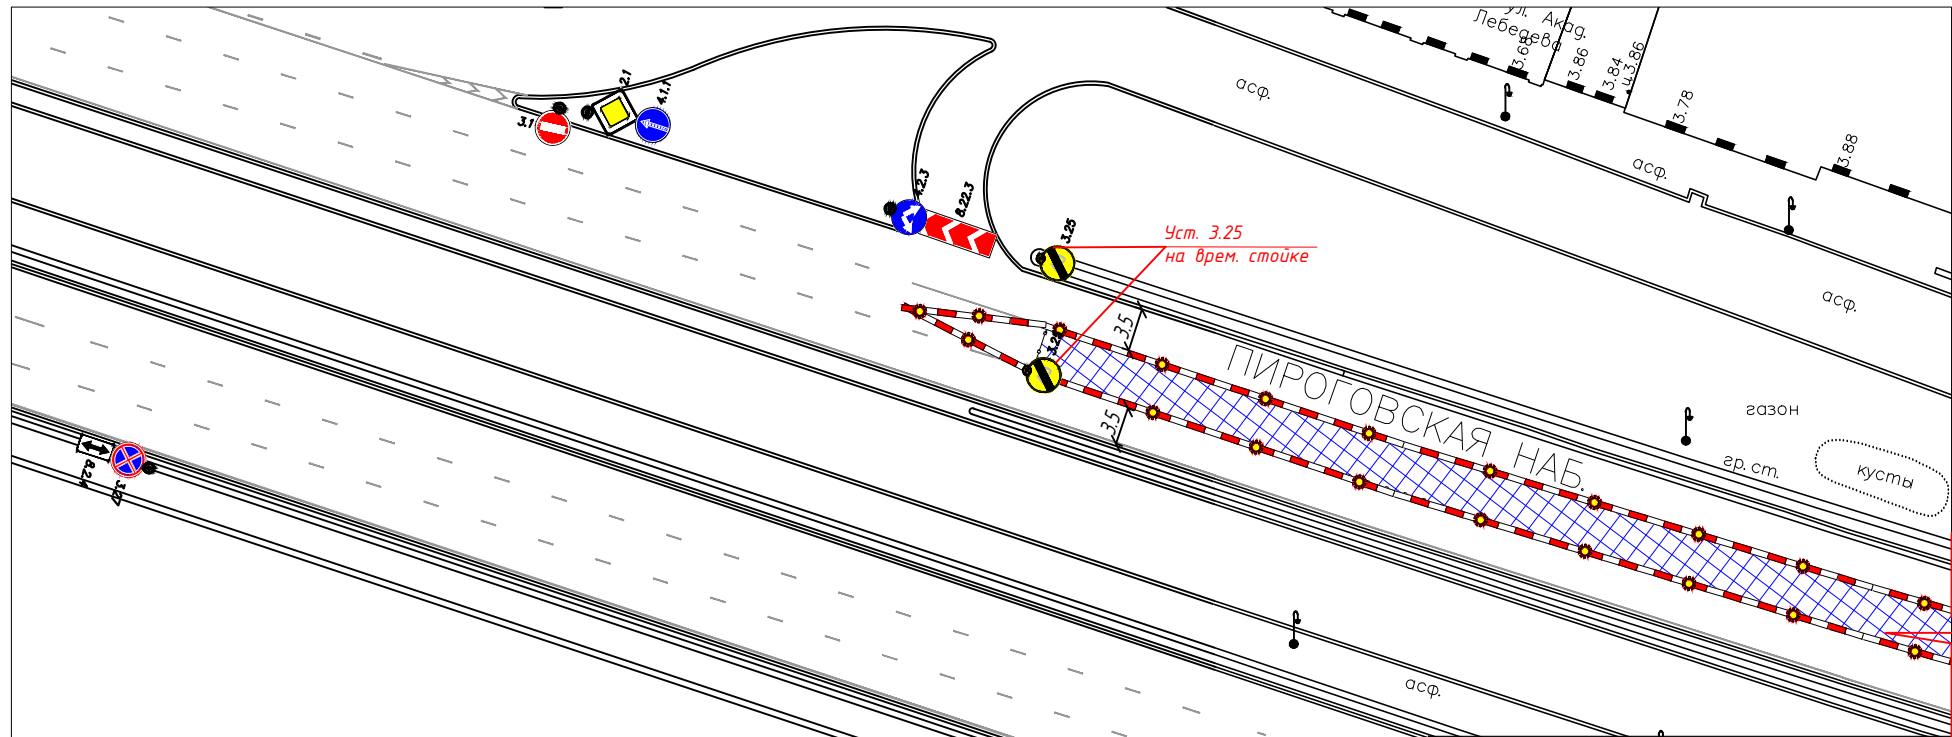 ул. Акад.
Лебедева
3.68
3.86
3.84
ц.3.86
3.78
3.88
асф.
асф.
асф.
2.1
4.1.1
3.1
4.2.3
8.22.3
3.25
Уст. 3.25
на врем. стойке
3.5
3.5
ПИРОГОВСКАЯ НАБ.
газон
гр. ст.
кусты
8.2.4
3.27
асф.